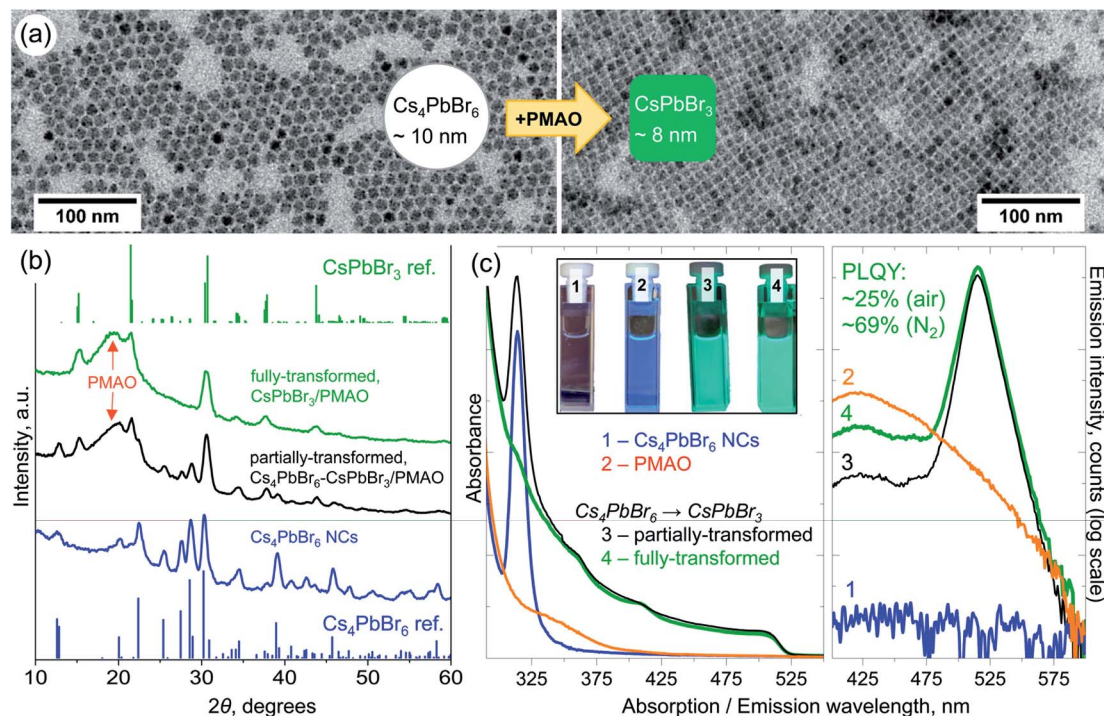 (a)
Cs₄PbBr₆
~ 10 nm
+PMAO
CsPbBr₃
~ 8 nm
100 nm
100 nm
(b)
CsPbBr₃ ref.
PMAO
fully-transformed,
CsPbBr₃/PMAO
partially-transformed,
Cs₄PbBr₆-CsPbBr₃/PMAO
Cs₄PbBr₆ NCs
Cs₄PbBr₆ ref.
Intensity, a.u.
10 20 30 40 50 60
2θ, degrees
(c)
1 2 3 4
1 – Cs₄PbBr₆ NCs
2 – PMAO
Cs₄PbBr₆ → CsPbBr₃
3 – partially-transformed
4 – fully-transformed
Absorbance
325 375 425 475 525
PLQY:
~25% (air)
~69% (N₂)
2
4
3
1
425 475 525 575
Emission intensity, counts (log scale)
Absorption / Emission wavelength, nm